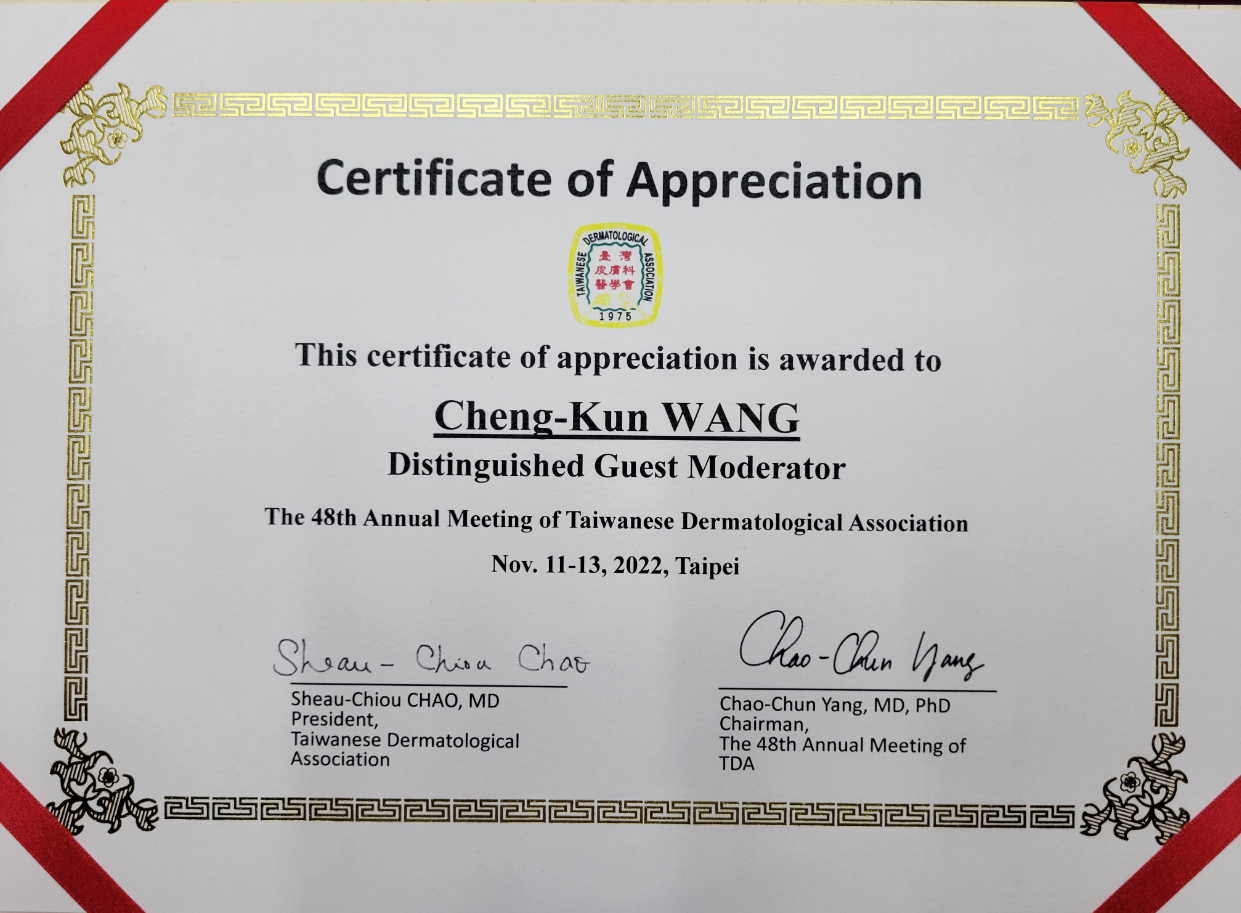 Certificate of Appreciation
TAIWANESE DERMATOLOGICAL ASSOCIATION
臺灣
皮膚科
醫學會
1975
This certificate of appreciation is awarded to
Cheng-Kun WANG
Distinguished Guest Moderator
The 48th Annual Meeting of Taiwanese Dermatological Association
Nov. 11-13, 2022, Taipei
Sheau-Chiou Chao
Sheau-Chiou CHAO, MD
President,
Taiwanese Dermatological
Association
Chao-Chun Yang
Chao-Chun Yang, MD, PhD
Chairman,
The 48th Annual Meeting of
TDA